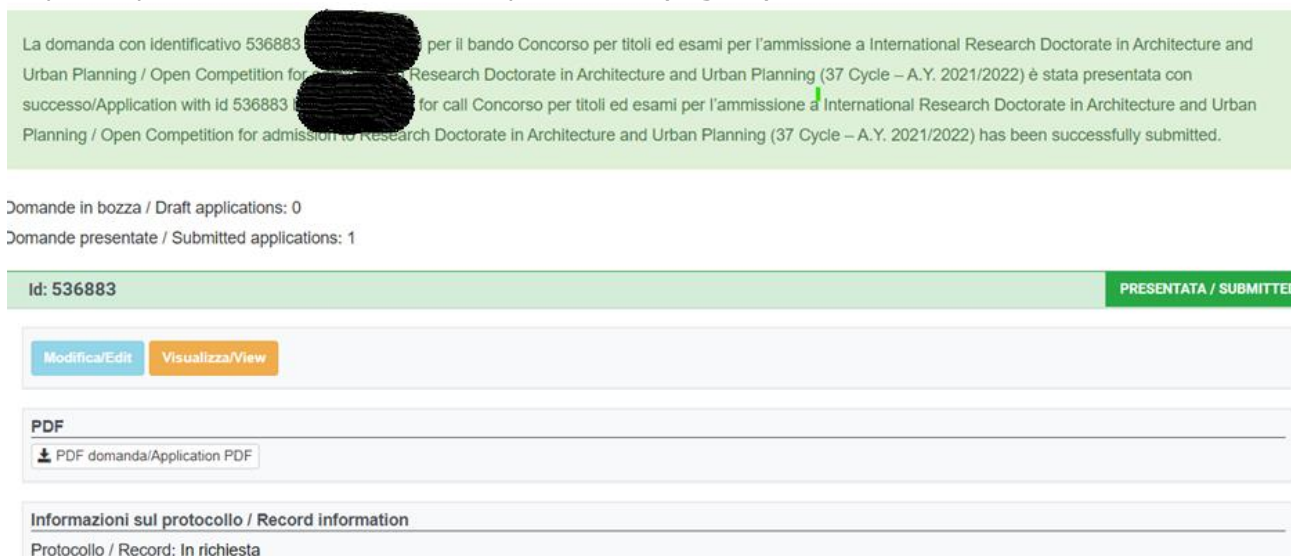 La domanda con identificativo 536883 per il bando Concorso per titoli ed esami per l'ammissione a International Research Doctorate in Architecture and
Urban Planning / Open Competition for Research Doctorate in Architecture and Urban Planning (37 Cycle – A.Y. 2021/2022) è stata presentata con
successo/Application with id 536883 for call Concorso per titoli ed esami per l'ammissione a International Research Doctorate in Architecture and Urban
Planning / Open Competition for admission to Research Doctorate in Architecture and Urban Planning (37 Cycle – A.Y. 2021/2022) has been successfully submitted.
Domande in bozza / Draft applications: 0
Domande presentate / Submitted applications: 1
Id: 536883
PRESENTATA / SUBMITTED
Modifica/Edit
Visualizza/View
PDF
PDF domanda/Application PDF
Informazioni sul protocollo / Record information
Protocollo / Record: In richiesta